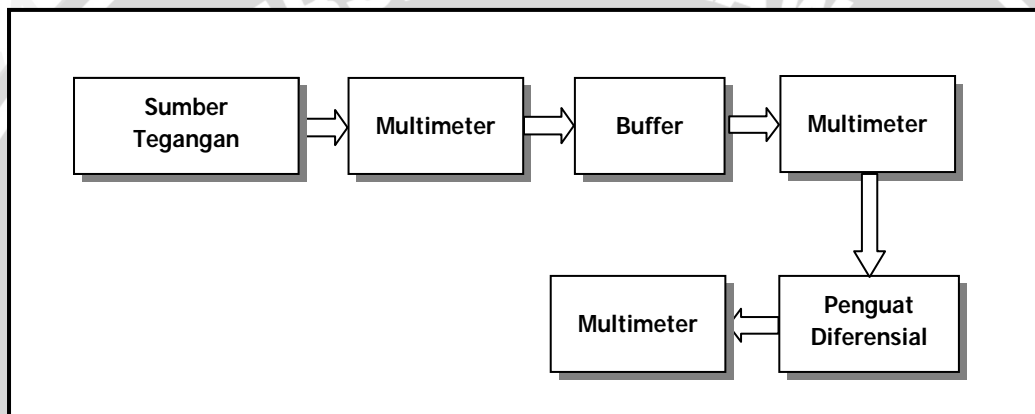 Sumber
Tegangan
Multimeter
Buffer
Multimeter
Multimeter
Penguat
Diferensial